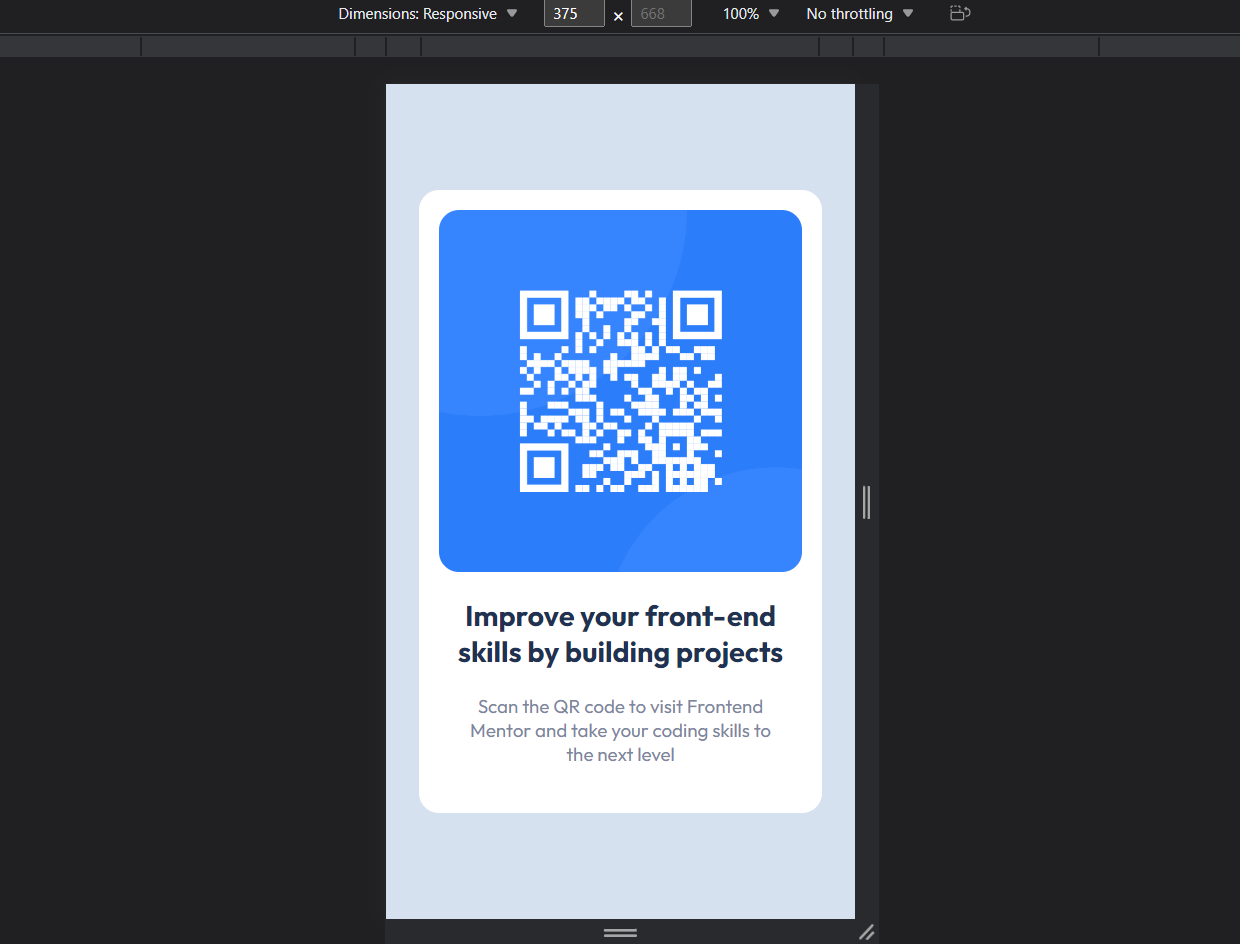 Dimensions: Responsive 375 × 668 100% No throttling
Improve your front-end
skills by building projects
Scan the QR code to visit Frontend
Mentor and take your coding skills to
the next level